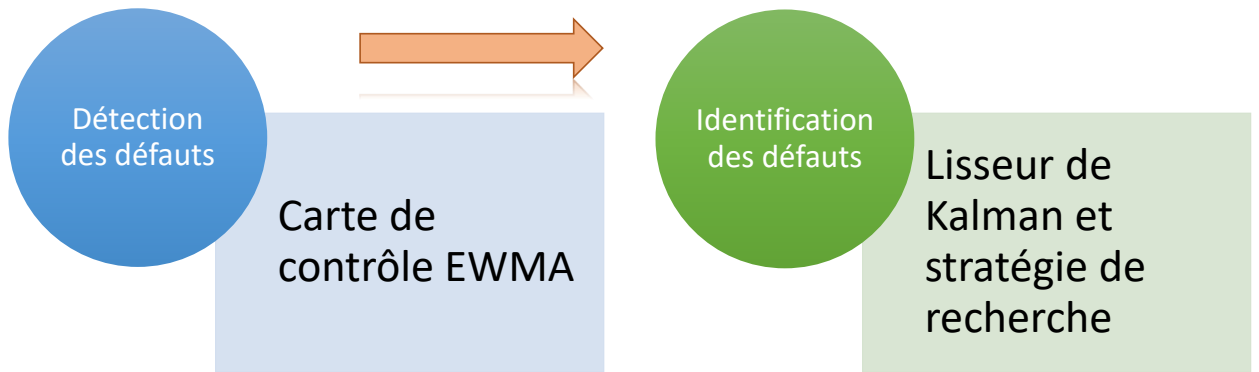 Détection
des défauts
Carte de
contrôle EWMA
Identification
des défauts
Lisseur de
Kalman et
stratégie de
recherche